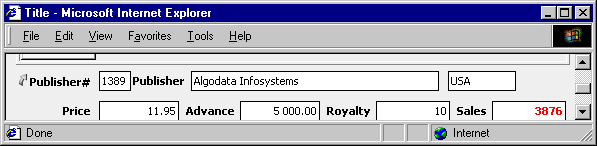 Title - Microsoft Internet Explorer
File Edit View Favorites Tools Help
Publisher# 1389 Publisher Algodata Infosystems USA
Price 11.95 Advance 5 000.00 Royalty 10 Sales 3876
Done Internet